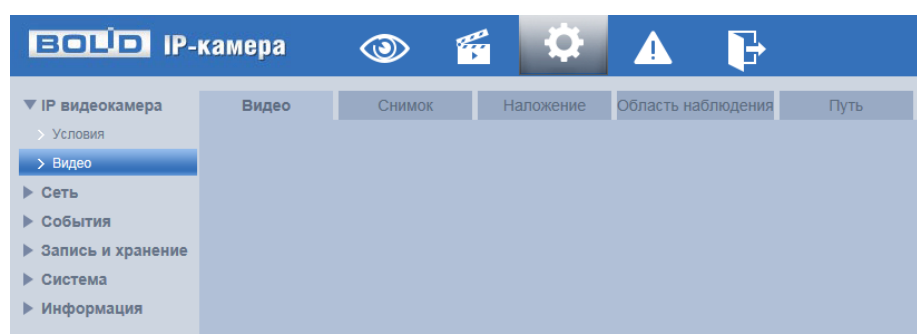 BOLID IP-камера
IP видеокамера
Условия
Видео
Сеть
События
Запись и хранение
Система
Информация
Видео Снимок Наложение Область наблюдения Путь